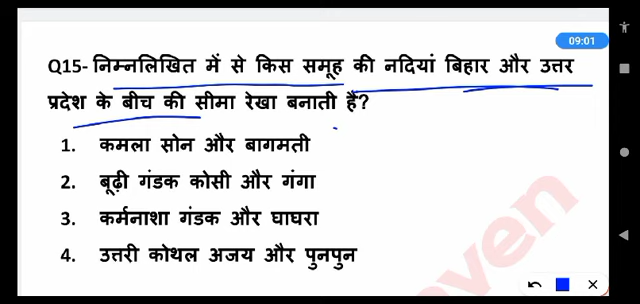 09:01
Q15- निम्नलिखित में से किस समूह की नदियां बिहार और उत्तर
प्रदेश के बीच की सीमा रेखा बनाती हैं?
1. कमला सोन और बागमती
2. बूढ़ी गंडक कोसी और गंगा
3. कर्मनाशा गंडक और घाघरा
4. उत्तरी कोथल अजय और पुनपुन